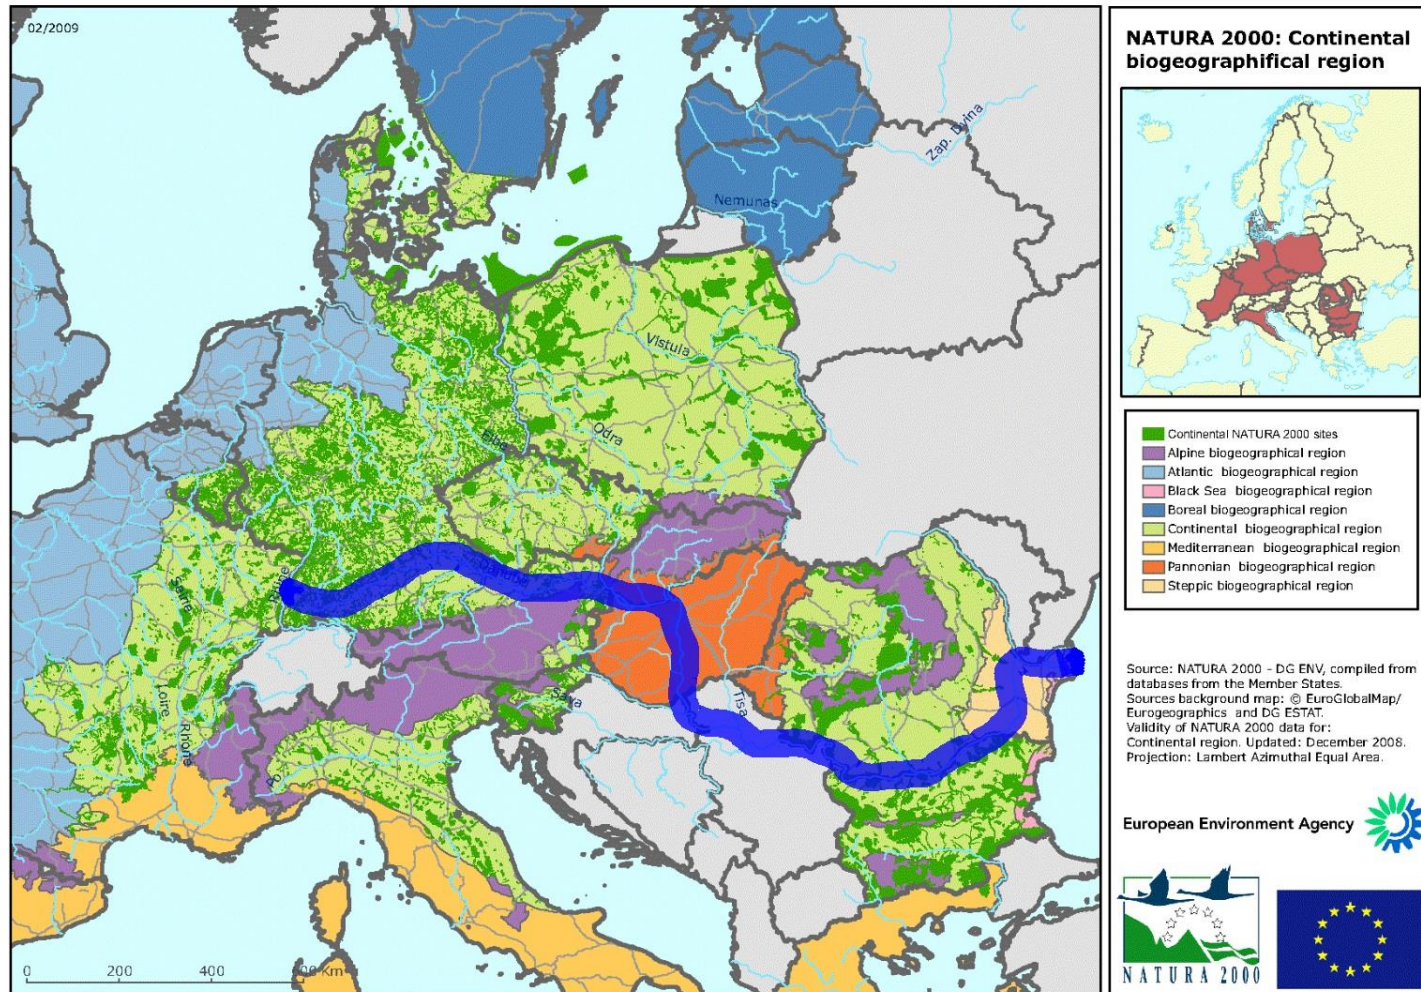 02/2009
Zap. Dvina
Nemunas
Vistula
Odra
Elbe
Danube
Seine
Loire
Rhone
Sava
Tisa
Po
0 200 400 600 Km
NATURA 2000: Continental
biogeographifical region
Continental NATURA 2000 sites
Alpine biogeographical region
Atlantic biogeographical region
Black Sea biogeographical region
Boreal biogeographical region
Continental biogeographical region
Mediterranean biogeographical region
Pannonian biogeographical region
Steppic biogeographical region
Source: NATURA 2000 - DG ENV, compiled from
databases from the Member States.
Sources background map: © EuroGlobalMap/
Eurogeographics and DG ESTAT.
Validity of NATURA 2000 data for:
Continental region. Updated: December 2008.
Projection: Lambert Azimuthal Equal Area.
European Environment Agency
NATURA 2000